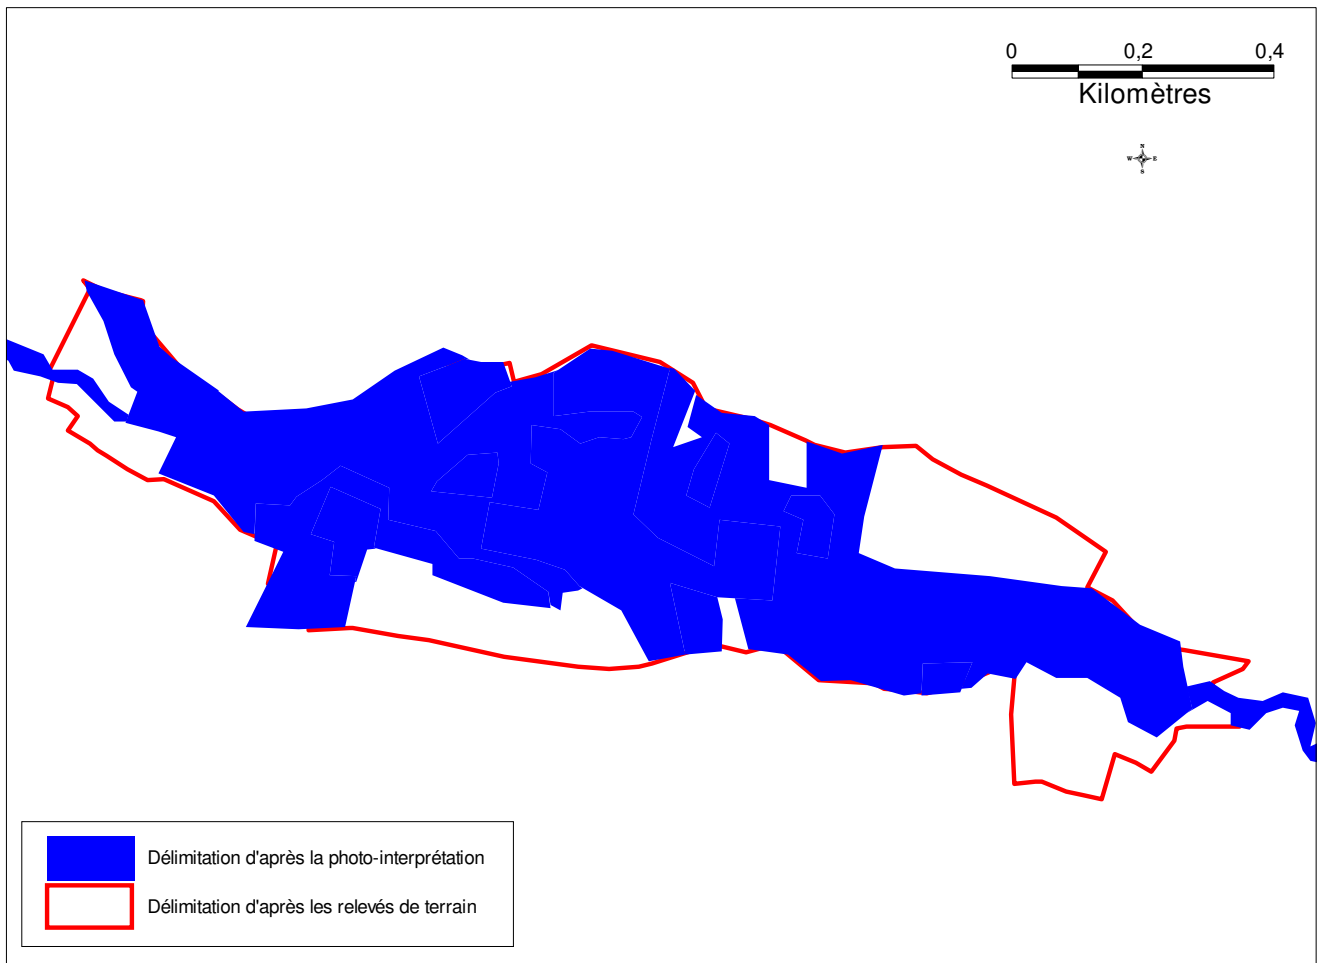 0 0,2 0,4
Kilomètres
N
W E
S
Délimitation d'après la photo-interprétation
Délimitation d'après les relevés de terrain